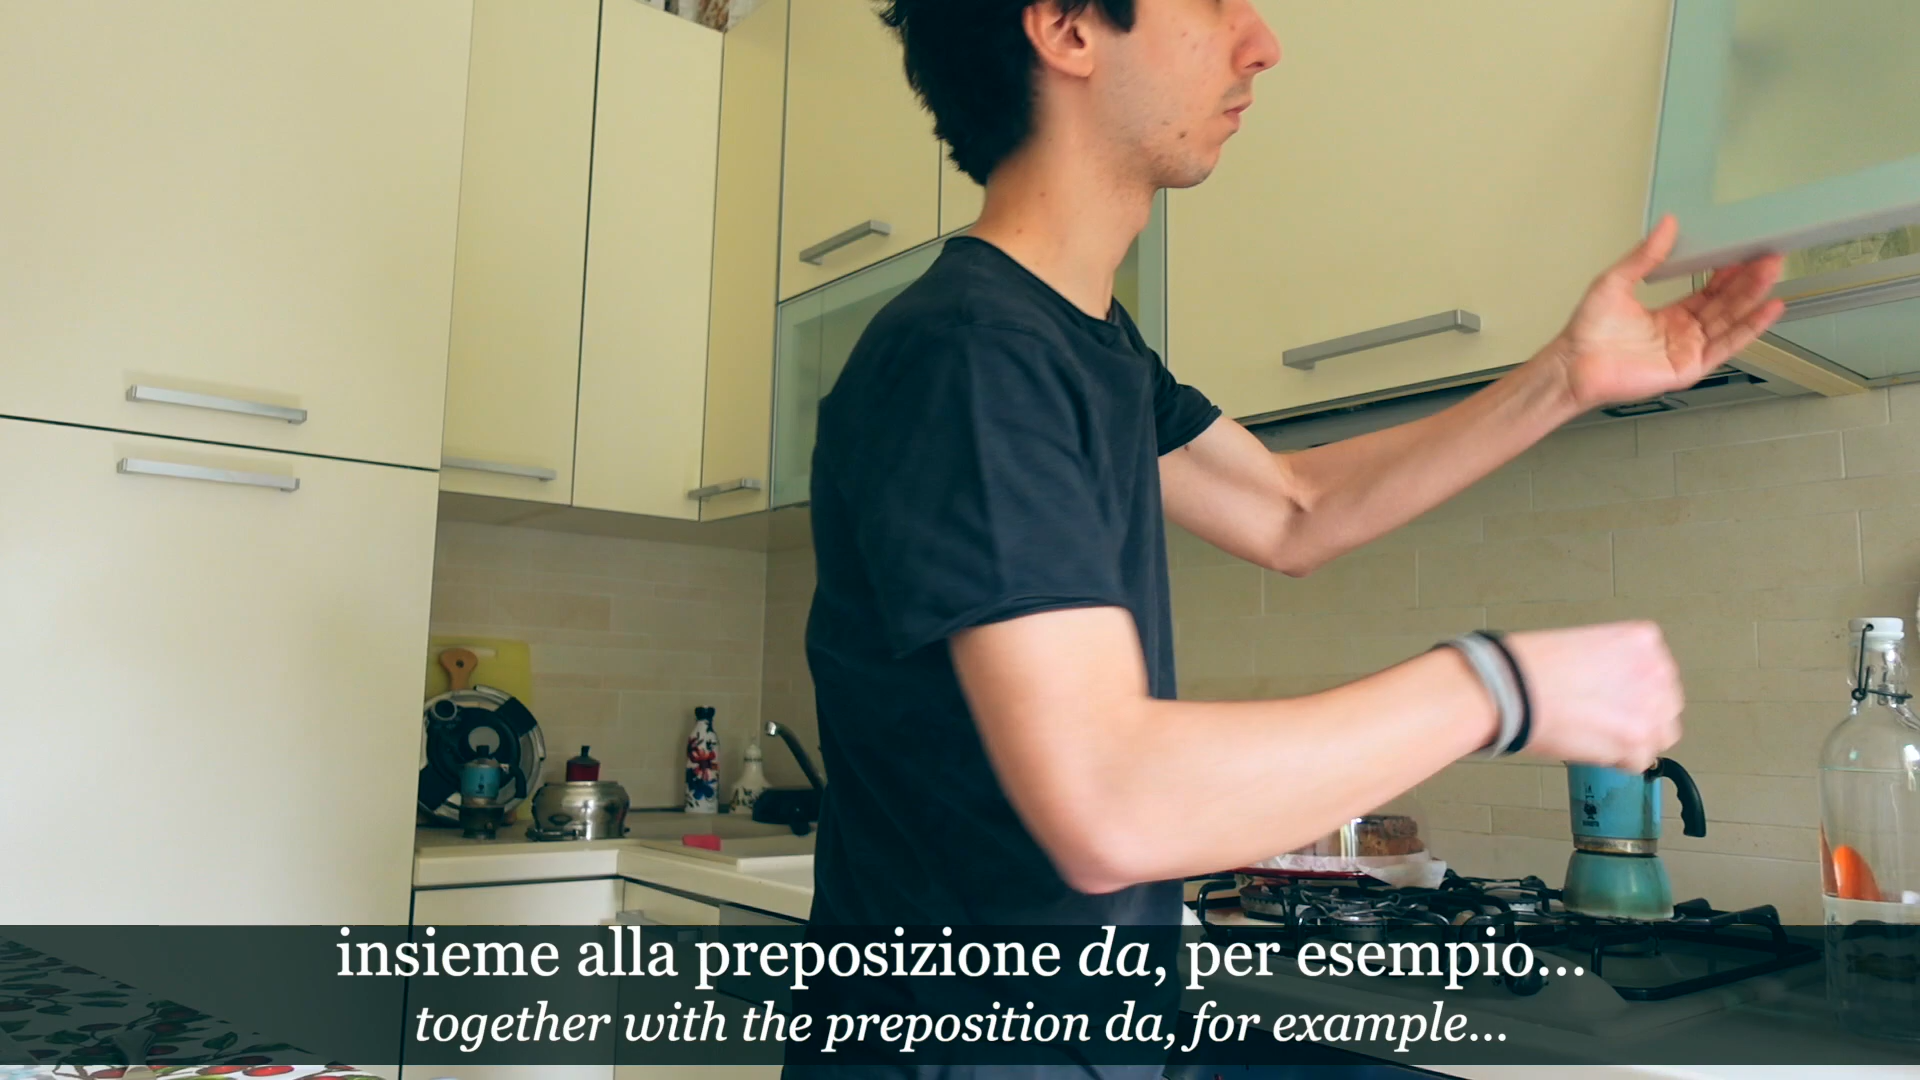 insieme alla preposizione da, per esempio...
together with the preposition da, for example...